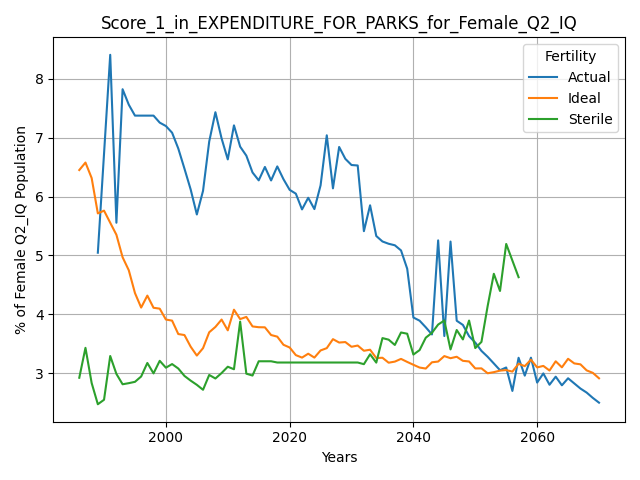 Score_1_in_EXPENDITURE_FOR_PARKS_for_Female_Q2_IQ
% of Female Q2_IQ Population
8
7
6
5
4
3
Fertility
Actual
Ideal
Sterile
2000 2020 2040 2060
Years